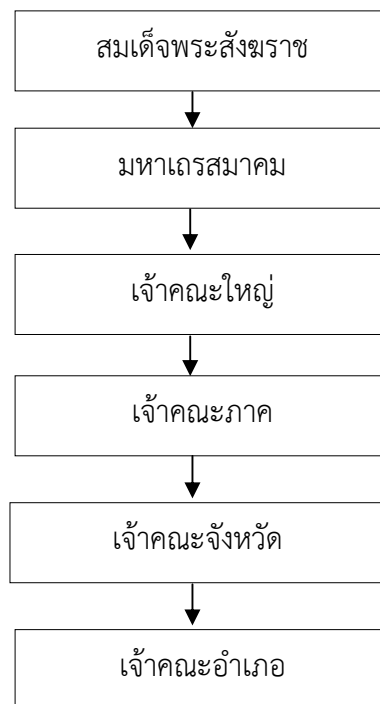 สมเด็จพระสังฆราช
มหาเถรสมาคม
เจ้าคณะใหญ่
เจ้าคณะภาค
เจ้าคณะจังหวัด
เจ้าคณะอำเภอ